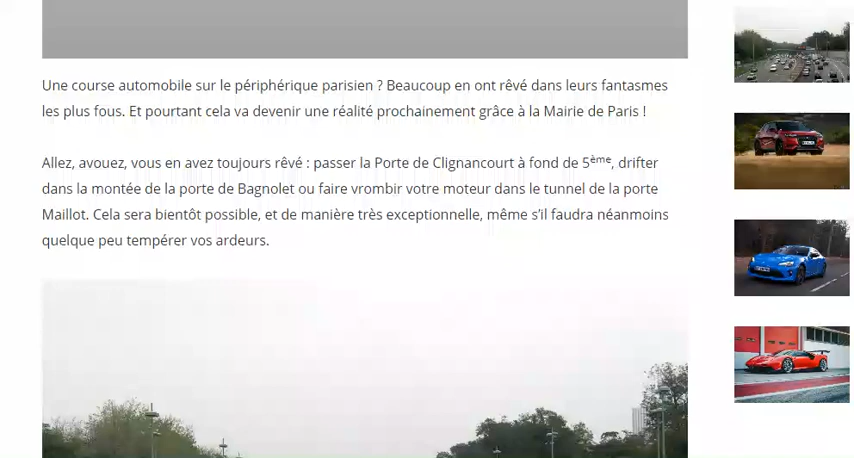 Une course automobile sur le périphérique parisien ? Beaucoup en ont rêvé dans leurs fantasmes
les plus fous. Et pourtant cela va devenir une réalité prochainement grâce à la Mairie de Paris !
Allez, avouez, vous en avez toujours rêvé : passer la Porte de Clignancourt à fond de 5ème, drifter
dans la montée de la porte de Bagnolet ou faire vrombir votre moteur dans le tunnel de la porte
Maillot. Cela sera bientôt possible, et de manière très exceptionnelle, même s’il faudra néanmoins
quelque peu tempérer vos ardeurs.